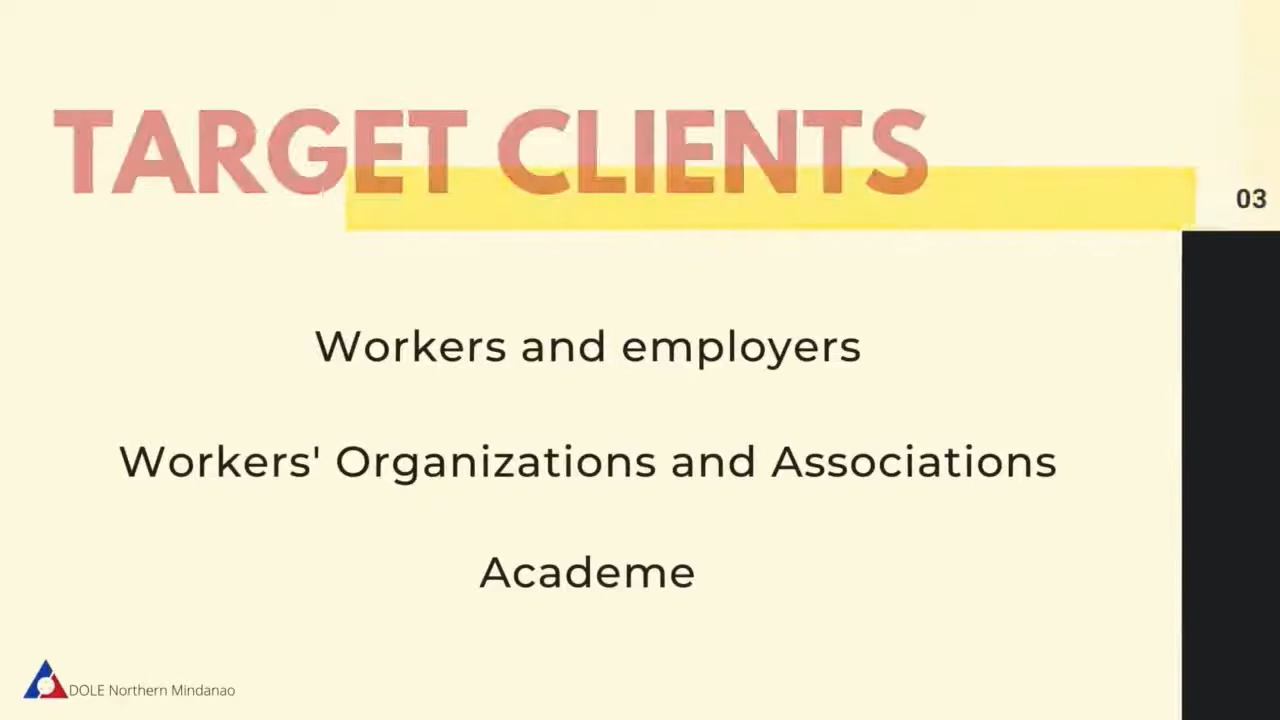 TARGET CLIENTS
03
Workers and employers
Workers' Organizations and Associations
Academe
DOLE Northern Mindanao